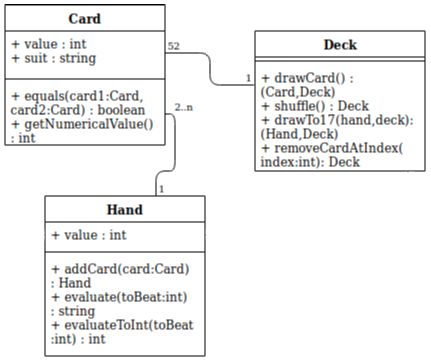 Card
+ value : int
+ suit : string
+ equals(card1:Card,
card2:Card) : boolean
+ getNumericalValue()
: int
52
1
2..n
1
Deck
+ drawCard() :
(Card,Deck)
+ shuffle() : Deck
+ drawTo17(hand,deck):
(Hand,Deck)
+ removeCardAtIndex(
index:int): Deck
Hand
+ value : int
+ addCard(card:Card)
: Hand
+ evaluate(toBeat:int)
: string
+ evaluateToInt(toBeat
:int) : int